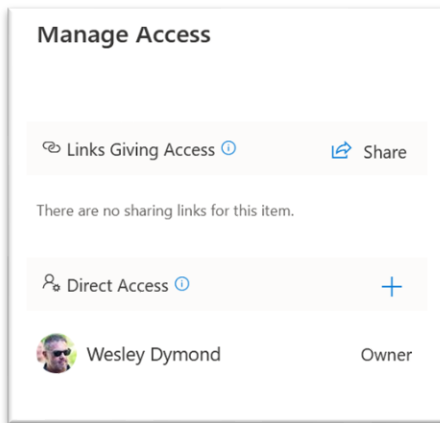 Manage Access
Links Giving Access Share
There are no sharing links for this item.
Direct Access
Wesley Dymond Owner